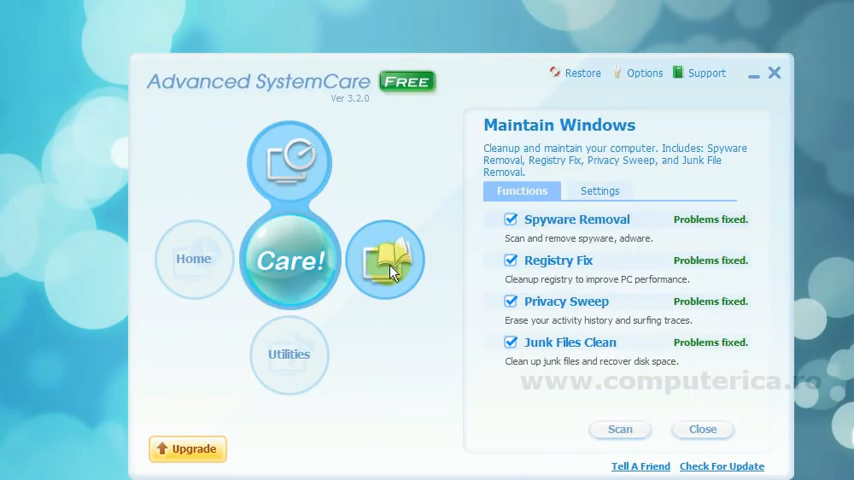 Advanced SystemCare FREE
Ver 3.2.0
Restore
Options
Support
Maintain Windows
Cleanup and maintain your computer. Includes: Spyware
Removal, Registry Fix, Privacy Sweep, and Junk File
Removal.
Functions
Settings
Spyware Removal Problems fixed.
Scan and remove spyware, adware.
Registry Fix Problems fixed.
Cleanup registry to improve PC performance.
Privacy Sweep Problems fixed.
Erase your activity history and surfing traces.
Junk Files Clean Problems fixed.
Clean up junk files and recover disk space.
www.computerica.ro
Home
Care!
Utilities
Scan
Close
Upgrade
Tell A Friend
Check For Update